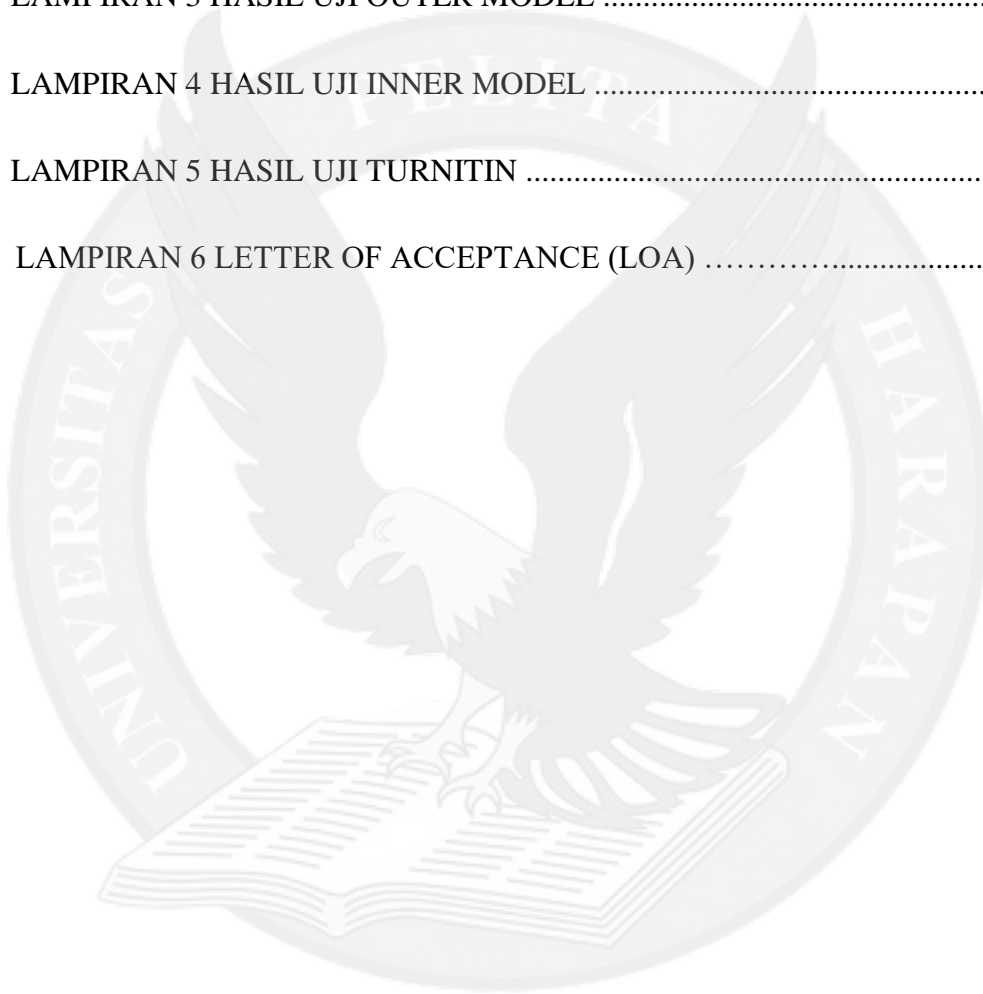 LAMPIRAN 3 HASIL UJI OUTER MODEL ................................................
LAMPIRAN 4 HASIL UJI INNER MODEL .................................................
LAMPIRAN 5 HASIL UJI TURNITIN ..........................................................
LAMPIRAN 6 LETTER OF ACCEPTANCE (LOA) …………...................
UNIVERSITAS PELITA HARAPAN